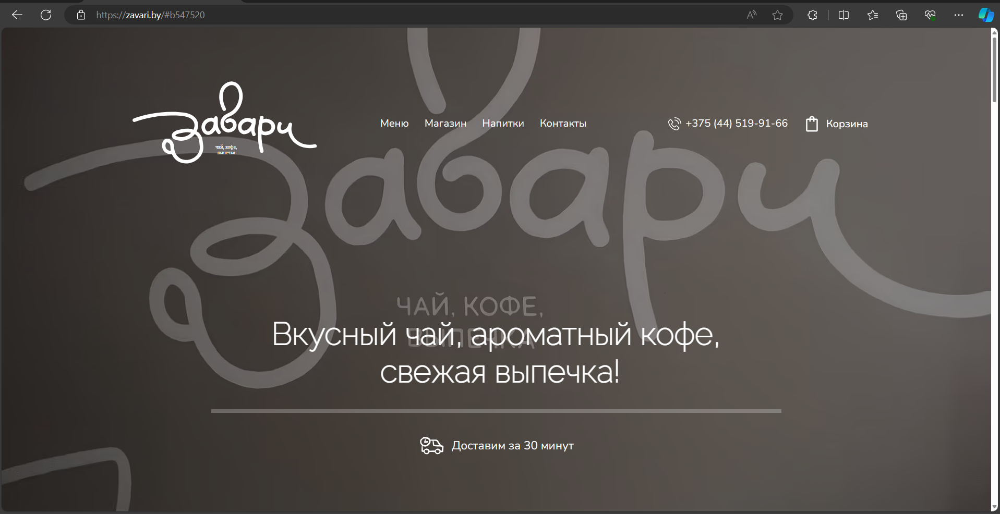 https://zavari.by/#b547520
Завари
чай, кофе,
выпечка
Меню Магазин Напитки Контакты
+375 (44) 519-91-66
Корзина
Завари
ЧАЙ, КОФЕ,
ВЫПЕЧКА
Вкусный чай, ароматный кофе,
свежая выпечка!
Доставим за 30 минут